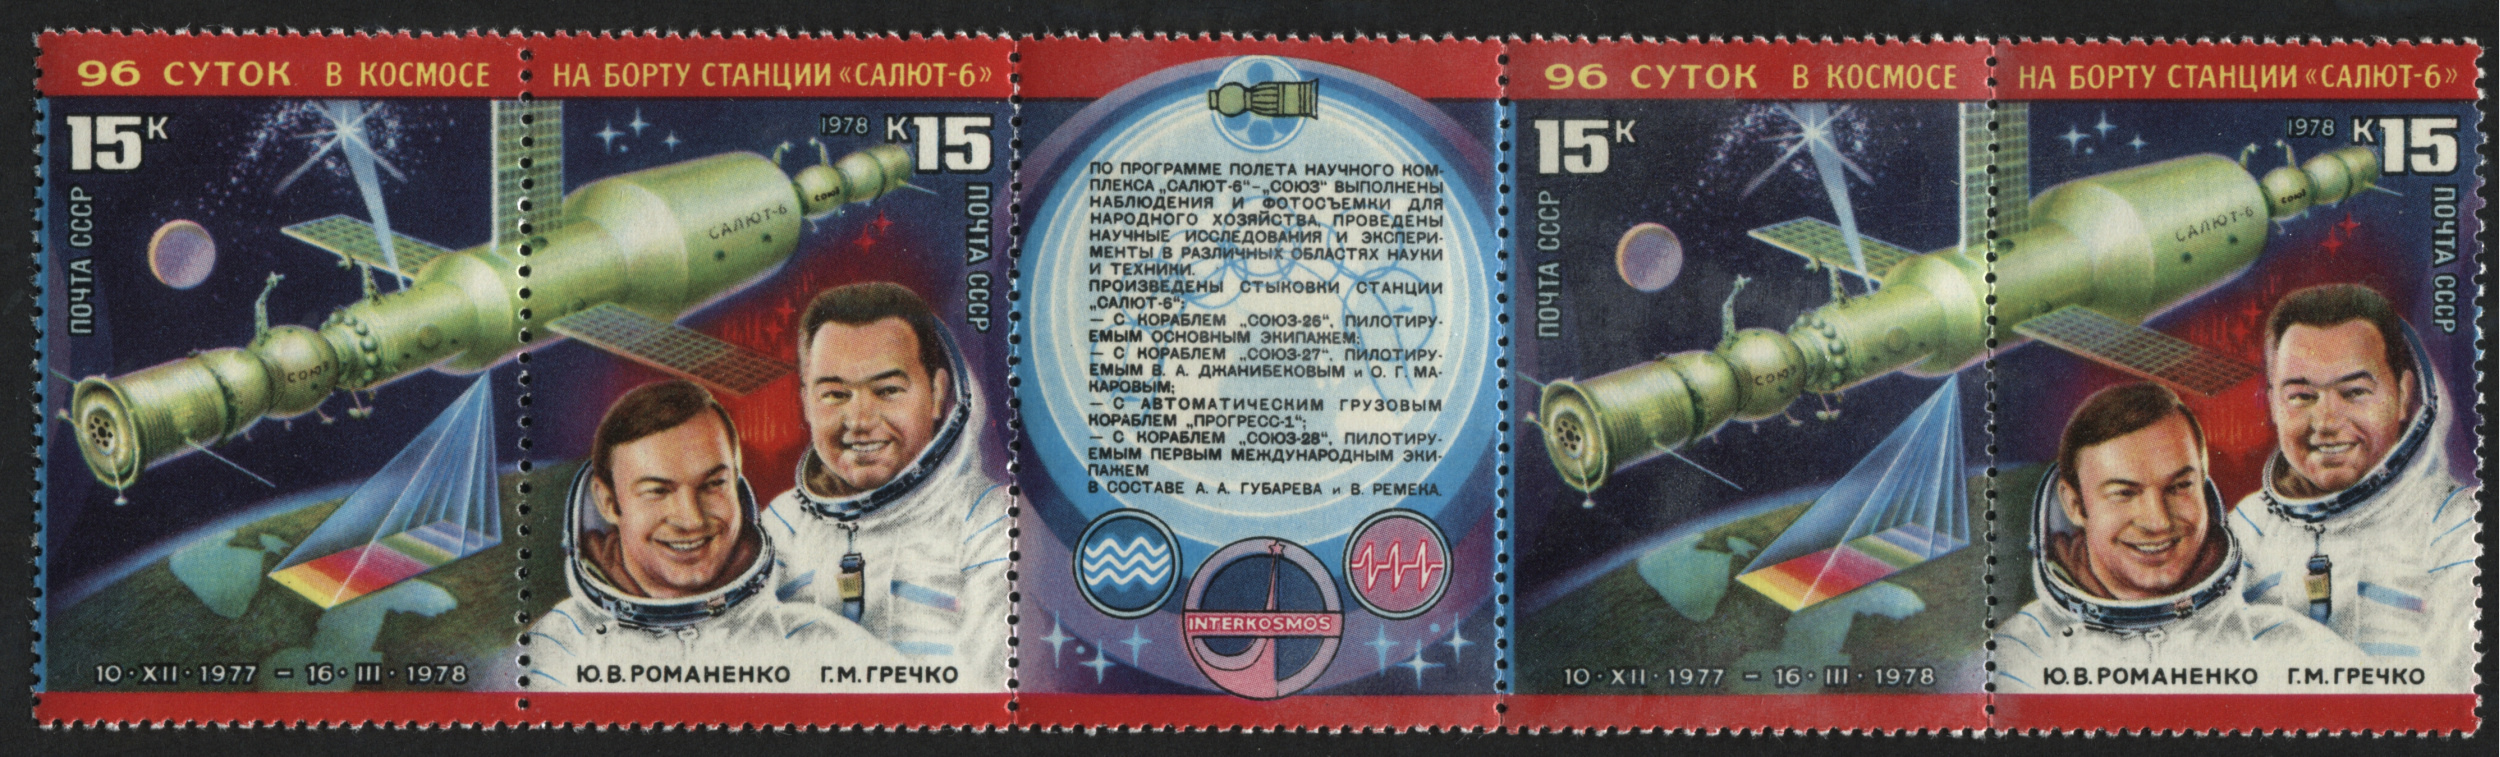 96 СУТОК В КОСМОСЕ
15К
ПОЧТА СССР
СОЮЗ
10·XII·1977 – 16·III·1978
НА БОРТУ СТАНЦИИ «САЛЮТ-6»
1978 К15
ПОЧТА СССР
САЛЮТ-6
СОЮЗ
Ю.В.РОМАНЕНКО Г.М.ГРЕЧКО
ПО ПРОГРАММЕ ПОЛЕТА НАУЧНОГО КОМ-
ПЛЕКСА „САЛЮТ-6“–„СОЮЗ“ ВЫПОЛНЕНЫ
НАБЛЮДЕНИЯ И ФОТОСЪЕМКИ ДЛЯ
НАРОДНОГО ХОЗЯЙСТВА, ПРОВЕДЕНЫ
НАУЧНЫЕ ИССЛЕДОВАНИЯ И ЭКСПЕРИ-
МЕНТЫ В РАЗЛИЧНЫХ ОБЛАСТЯХ НАУКИ
И ТЕХНИКИ.
ПРОИЗВЕДЕНЫ СТЫКОВКИ СТАНЦИИ
„САЛЮТ-6“:
– С КОРАБЛЕМ „СОЮЗ-26“, ПИЛОТИРУ-
ЕМЫМ ОСНОВНЫМ ЭКИПАЖЕМ;
– С КОРАБЛЕМ „СОЮЗ-27“, ПИЛОТИРУ-
ЕМЫМ В. А. ДЖАНИБЕКОВЫМ и О. Г. МА-
КАРОВЫМ;
– С АВТОМАТИЧЕСКИМ ГРУЗОВЫМ
КОРАБЛЕМ „ПРОГРЕСС-1“;
– С КОРАБЛЕМ „СОЮЗ-28“, ПИЛОТИРУ-
ЕМЫМ ПЕРВЫМ МЕЖДУНАРОДНЫМ ЭКИ-
ПАЖЕМ
В СОСТАВЕ А. А. ГУБАРЕВА и В. РЕМЕКА.
INTERKOSMOS
96 СУТОК В КОСМОСЕ
15К
ПОЧТА СССР
СОЮЗ
10·XII·1977 – 16·III·1978
НА БОРТУ СТАНЦИИ «САЛЮТ-6»
1978 К15
ПОЧТА СССР
САЛЮТ-6
СОЮЗ
Ю.В.РОМАНЕНКО Г.М.ГРЕЧКО